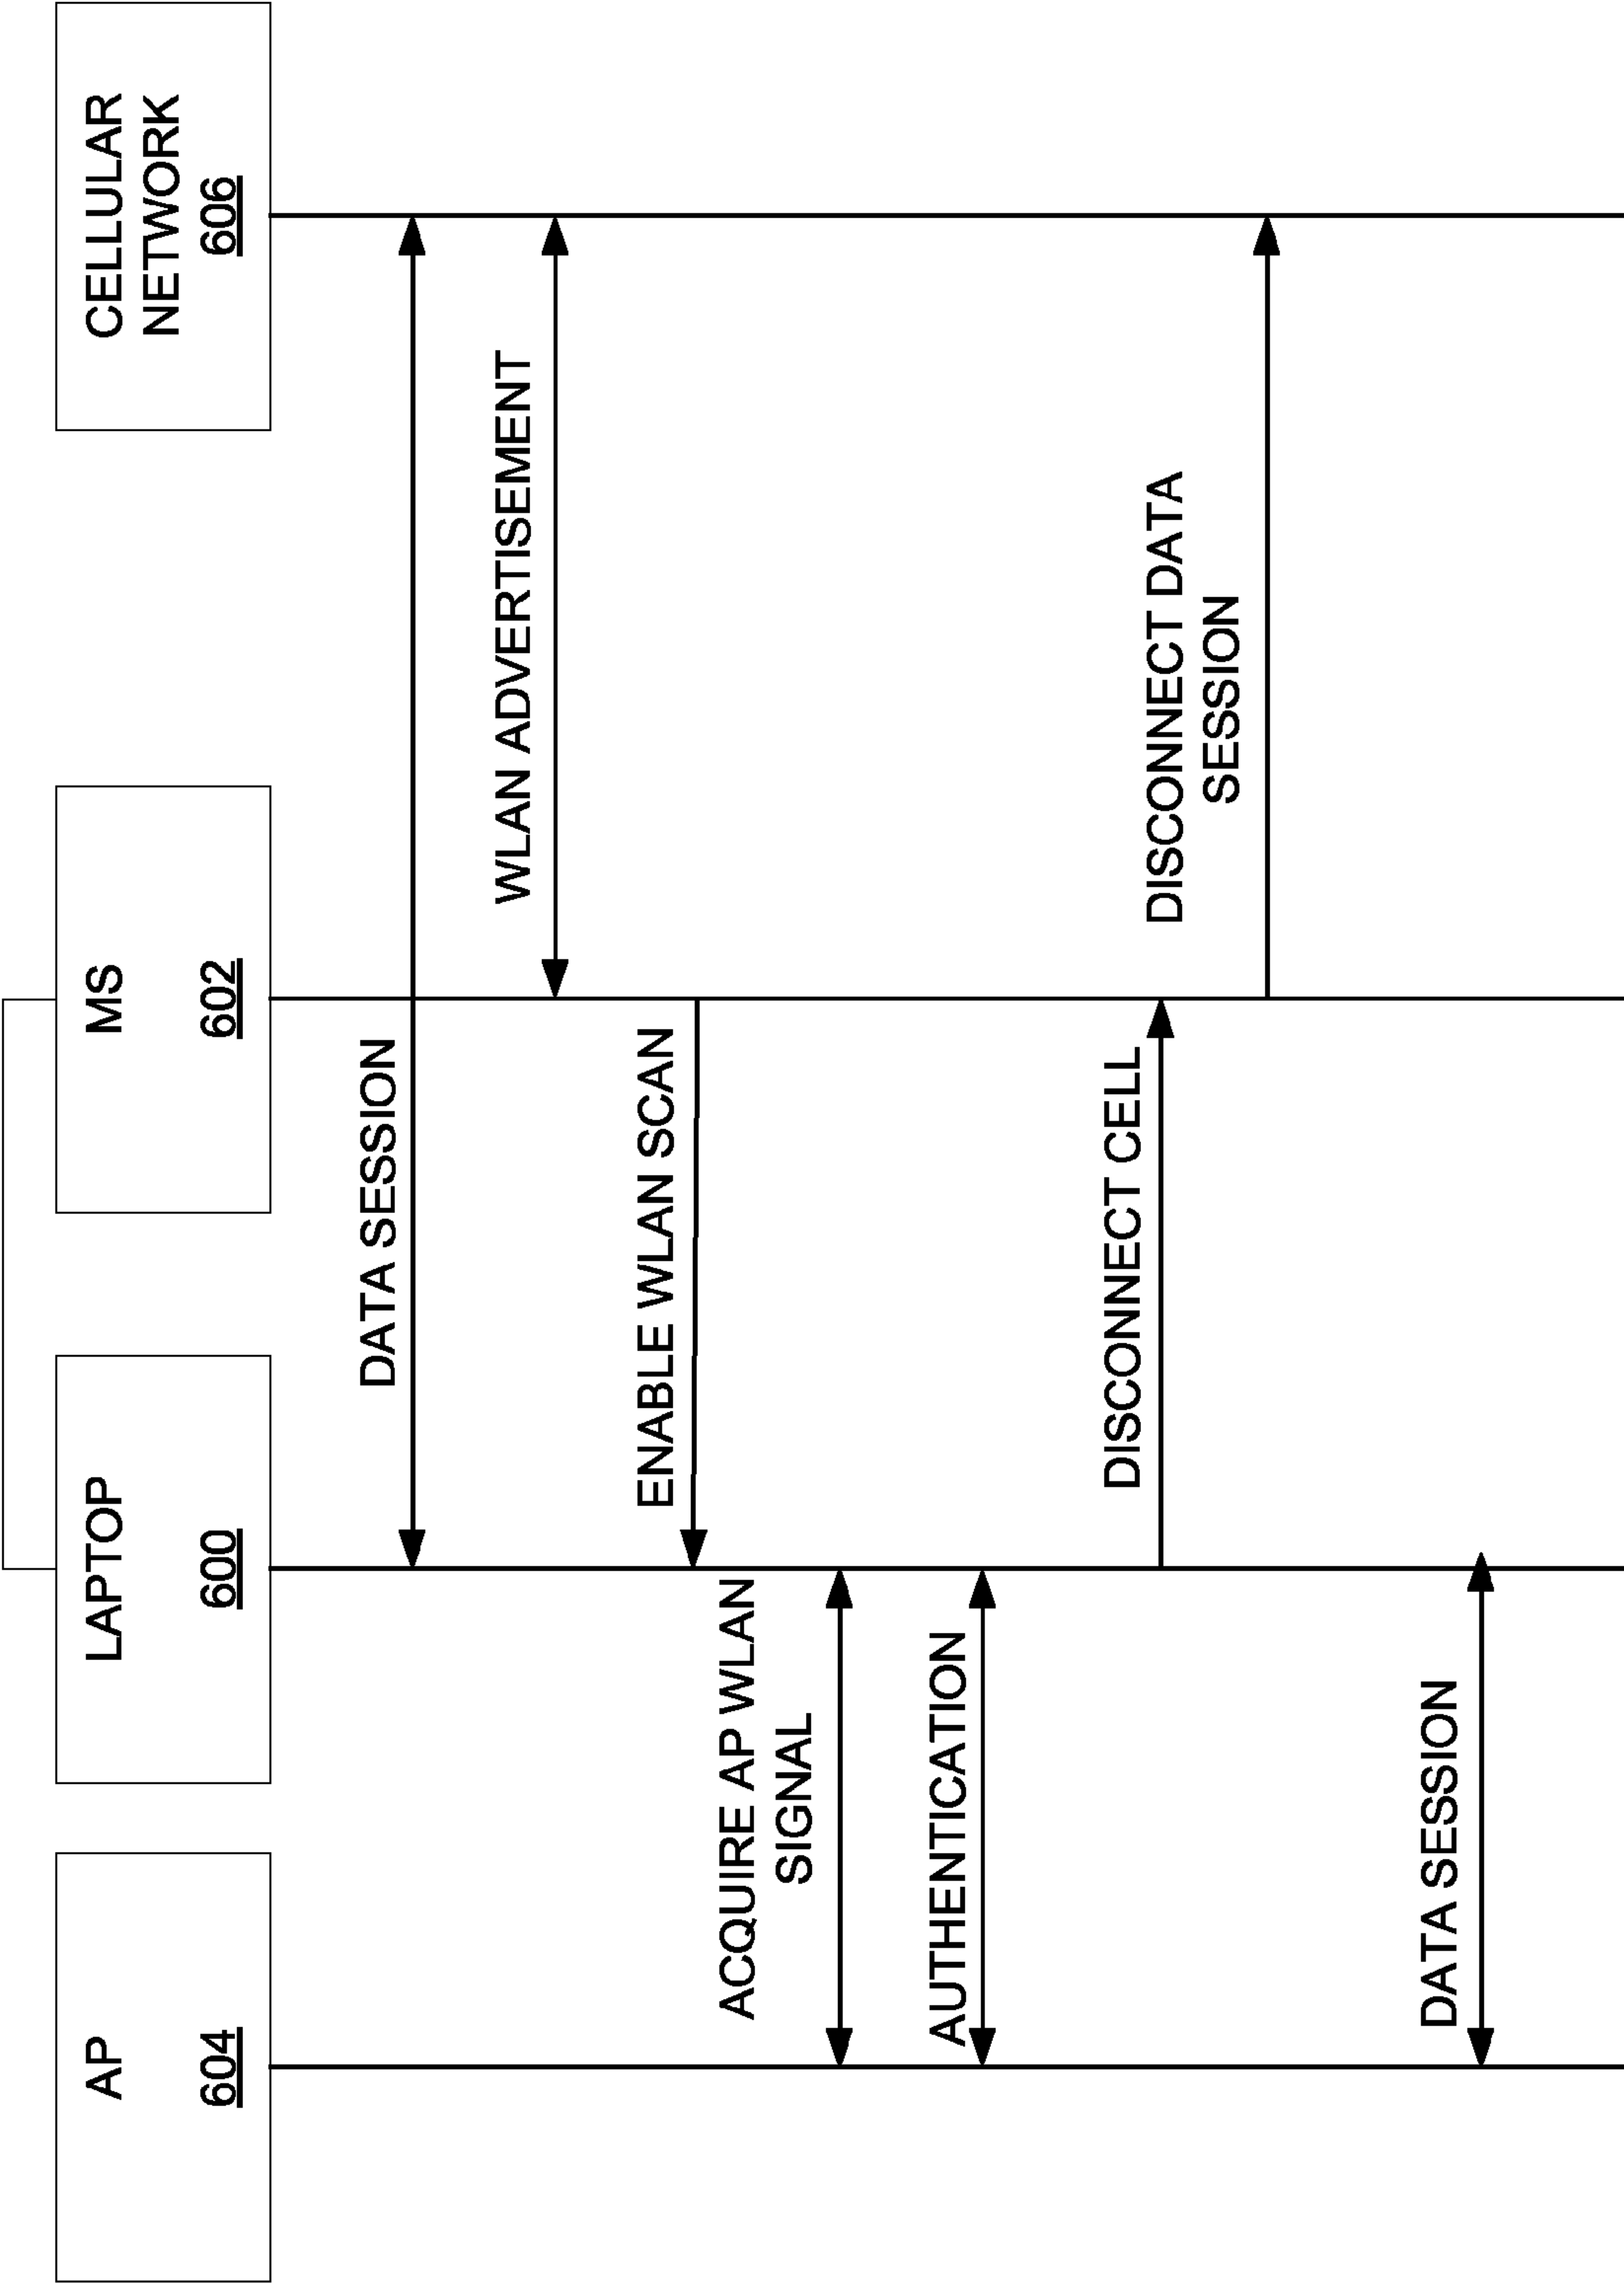 AP
604
LAPTOP
600
MS
602
CELLULAR
NETWORK
606
DATA SESSION
WLAN ADVERTISEMENT
ENABLE WLAN SCAN
ACQUIRE AP WLAN
SIGNAL
AUTHENTICATION
DISCONNECT CELL
DISCONNECT DATA
SESSION
DATA SESSION